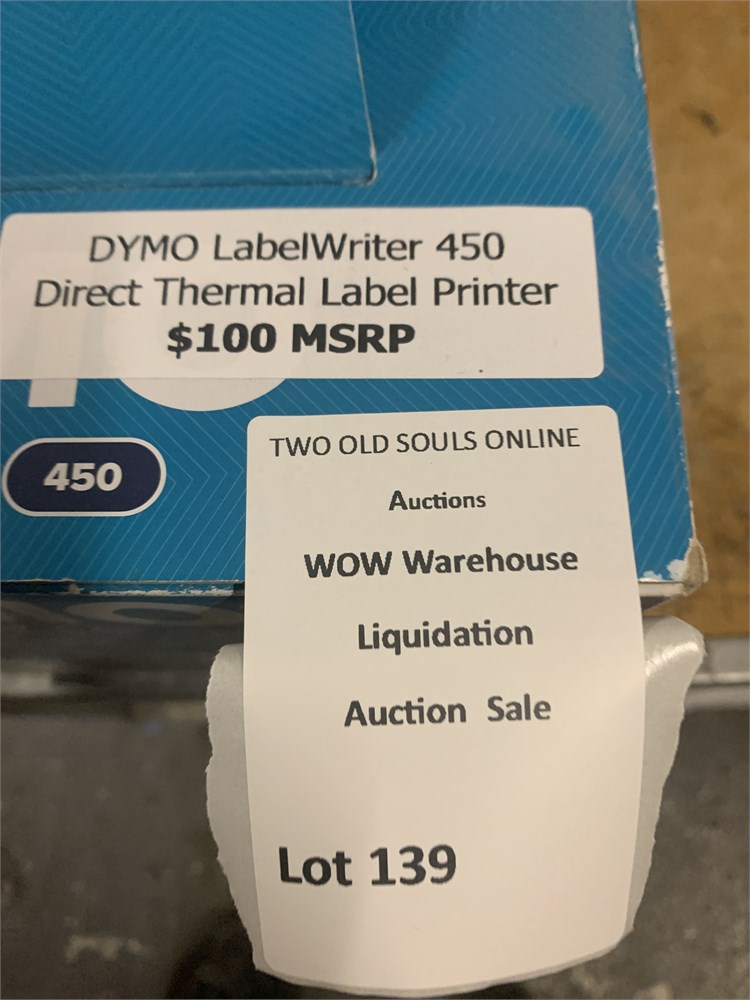 DYMO LabelWriter 450
Direct Thermal Label Printer
$100 MSRP
450
TWO OLD SOULS ONLINE
Auctions
WOW Warehouse
Liquidation
Auction Sale
Lot 139